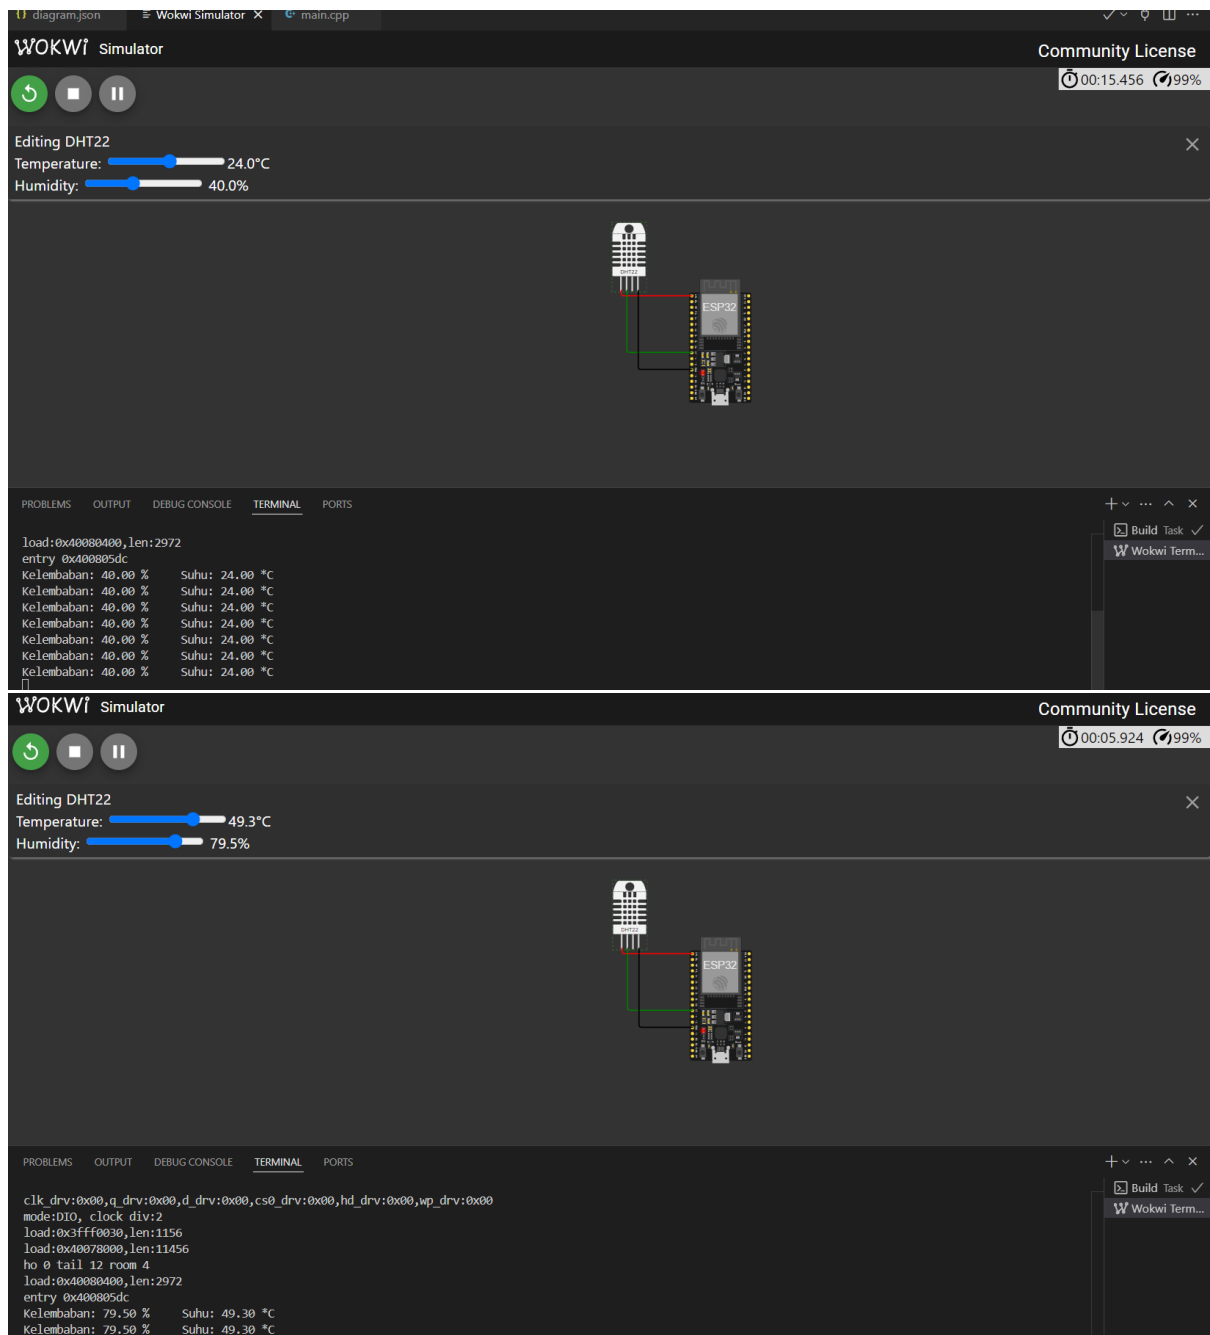 diagram.json
Wokwi Simulator
main.cpp
WOKWi Simulator
Community License
00:15.456 99%
Editing DHT22
Temperature: 24.0°C
Humidity: 40.0%
DHT22
ESP32
PROBLEMS OUTPUT DEBUG CONSOLE TERMINAL PORTS
Build Task
Wokwi Term...
load:0x40080400,len:2972
entry 0x400805dc
Kelembaban: 40.00 % Suhu: 24.00 *C
Kelembaban: 40.00 % Suhu: 24.00 *C
Kelembaban: 40.00 % Suhu: 24.00 *C
Kelembaban: 40.00 % Suhu: 24.00 *C
Kelembaban: 40.00 % Suhu: 24.00 *C
Kelembaban: 40.00 % Suhu: 24.00 *C
Kelembaban: 40.00 % Suhu: 24.00 *C
WOKWi Simulator
Community License
00:05.924 99%
Editing DHT22
Temperature: 49.3°C
Humidity: 79.5%
DHT22
ESP32
PROBLEMS OUTPUT DEBUG CONSOLE TERMINAL PORTS
Build Task
Wokwi Term...
clk_drv:0x00,q_drv:0x00,d_drv:0x00,cs0_drv:0x00,hd_drv:0x00,wp_drv:0x00
mode:DIO, clock div:2
load:0x3fff0030,len:1156
load:0x40078000,len:11456
ho 0 tail 12 room 4
load:0x40080400,len:2972
entry 0x400805dc
Kelembaban: 79.50 % Suhu: 49.30 *C
Kelembaban: 79.50 % Suhu: 49.30 *C